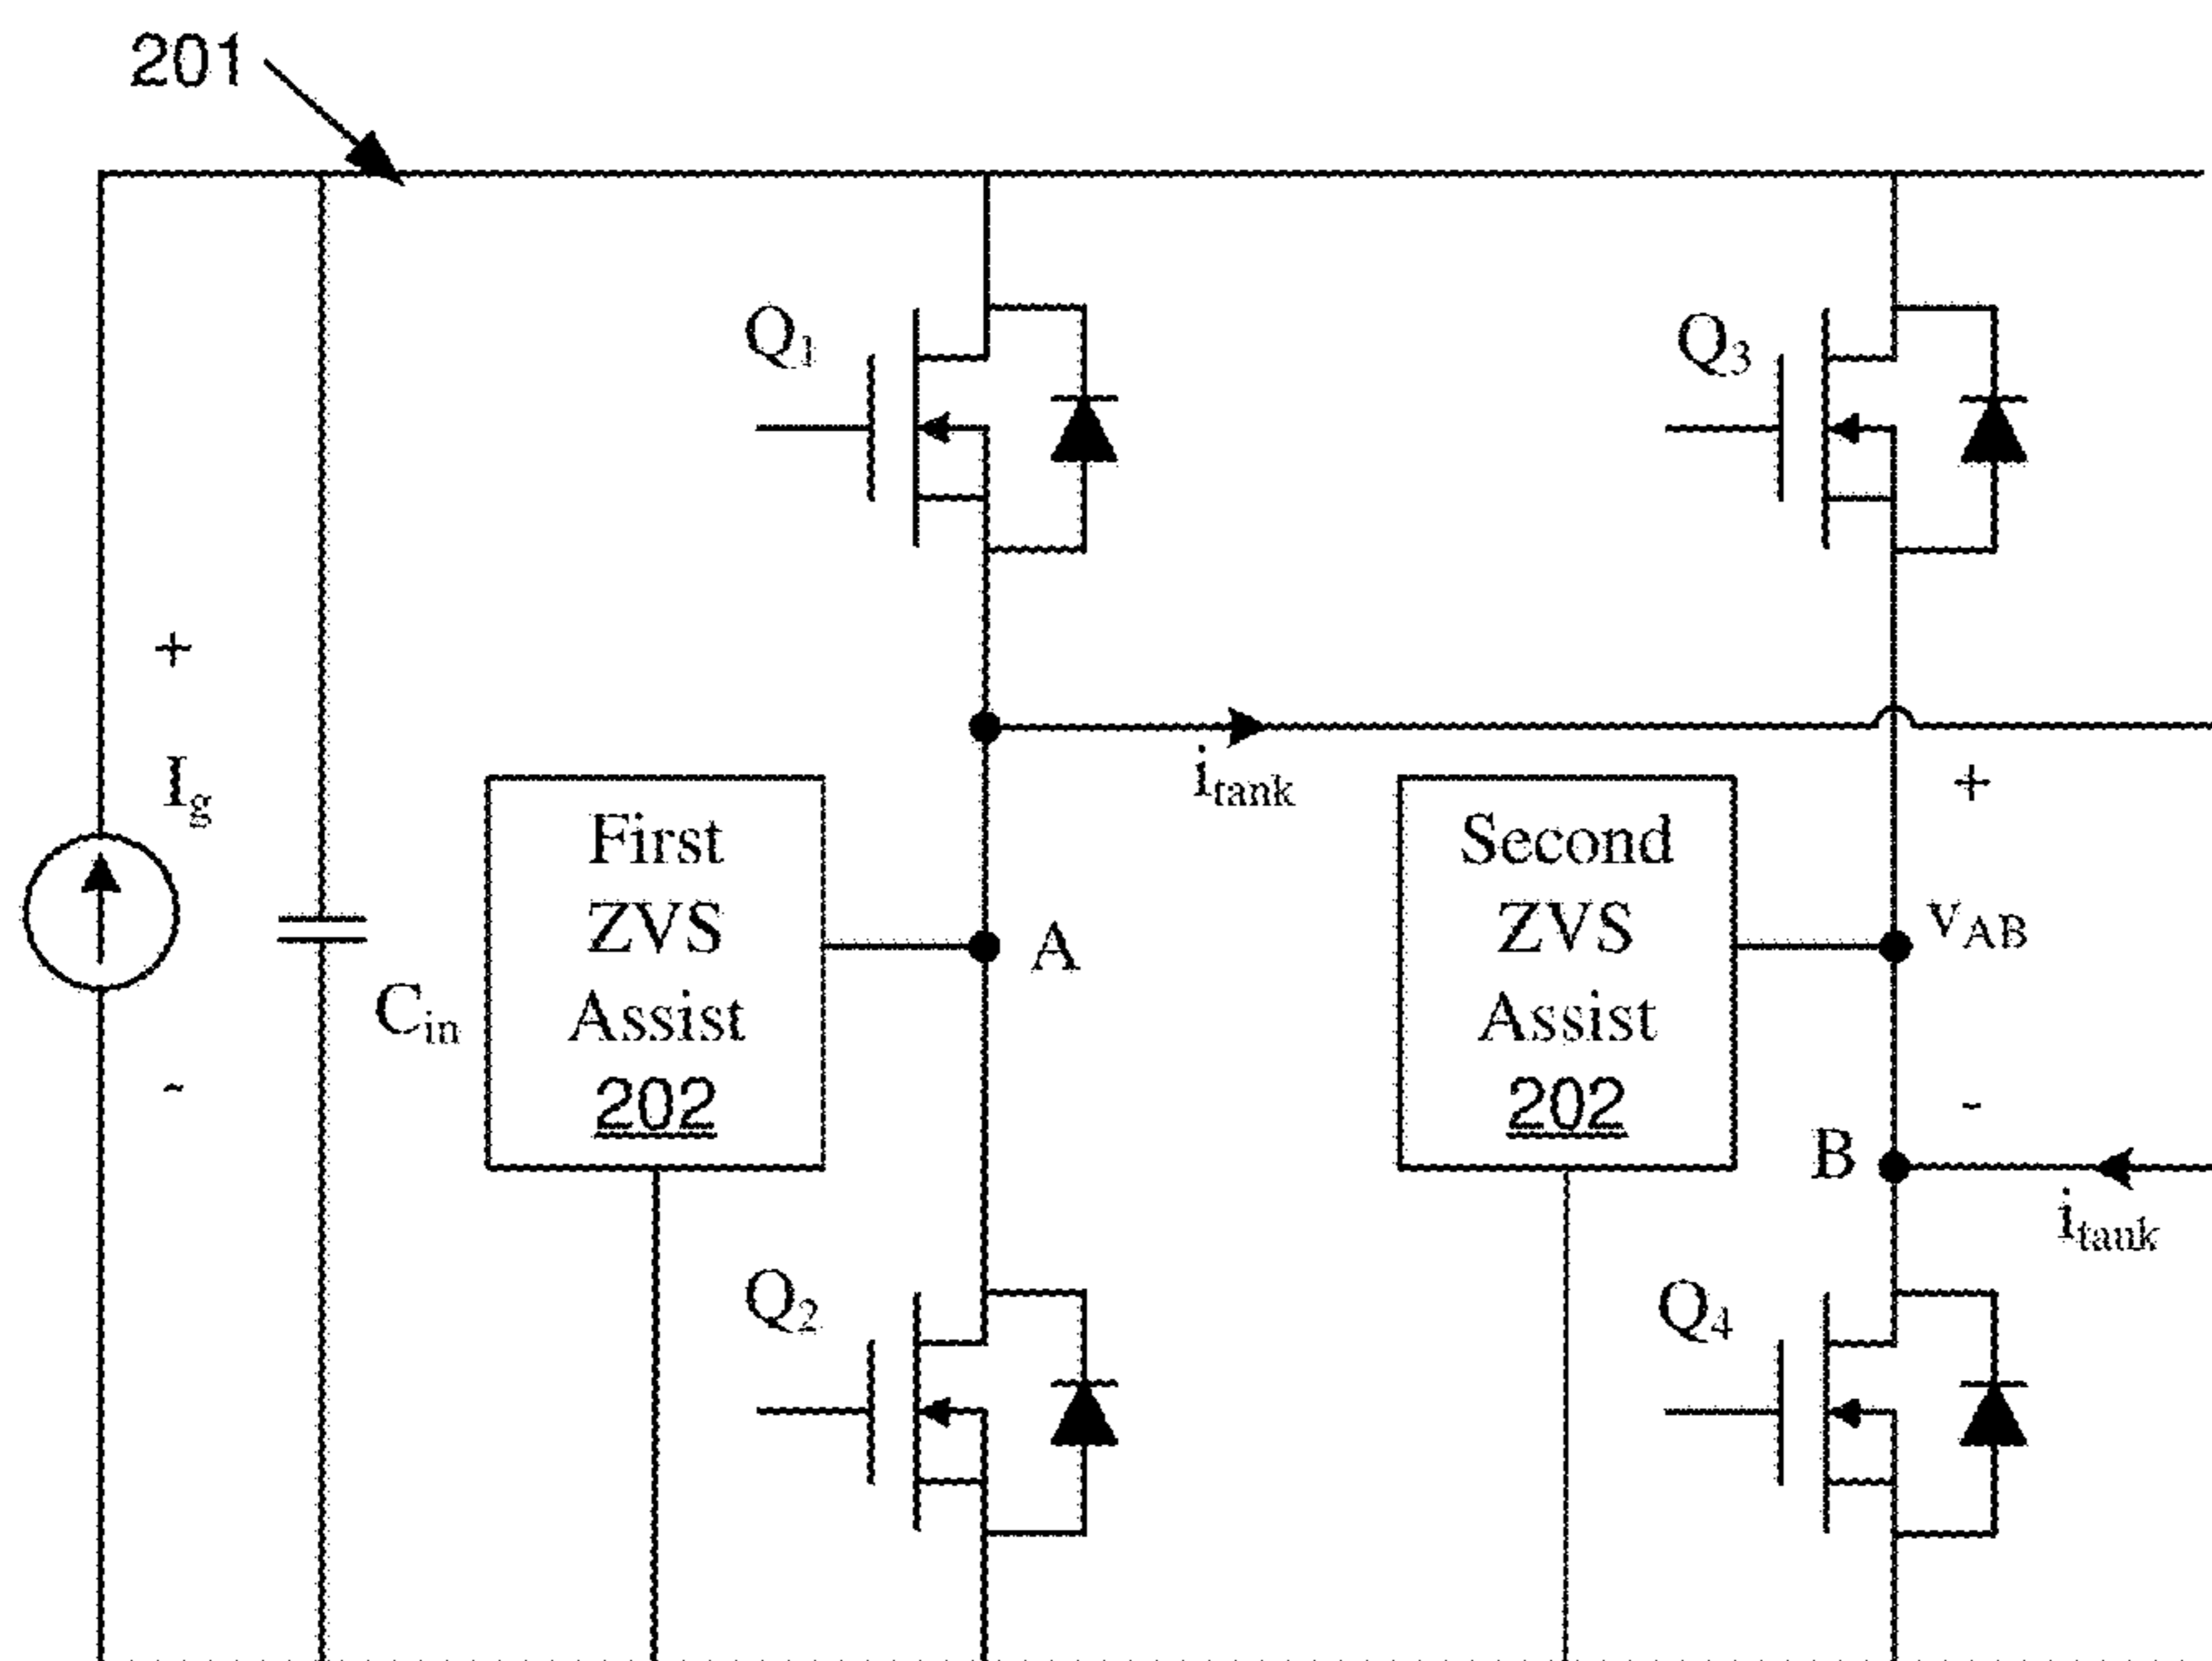 201
Q1
Q3
+
Ig
-
Cin
First
ZVS
Assist
202
A
itank
Second
ZVS
Assist
202
+
vAB
-
B
itank
Q2
Q4